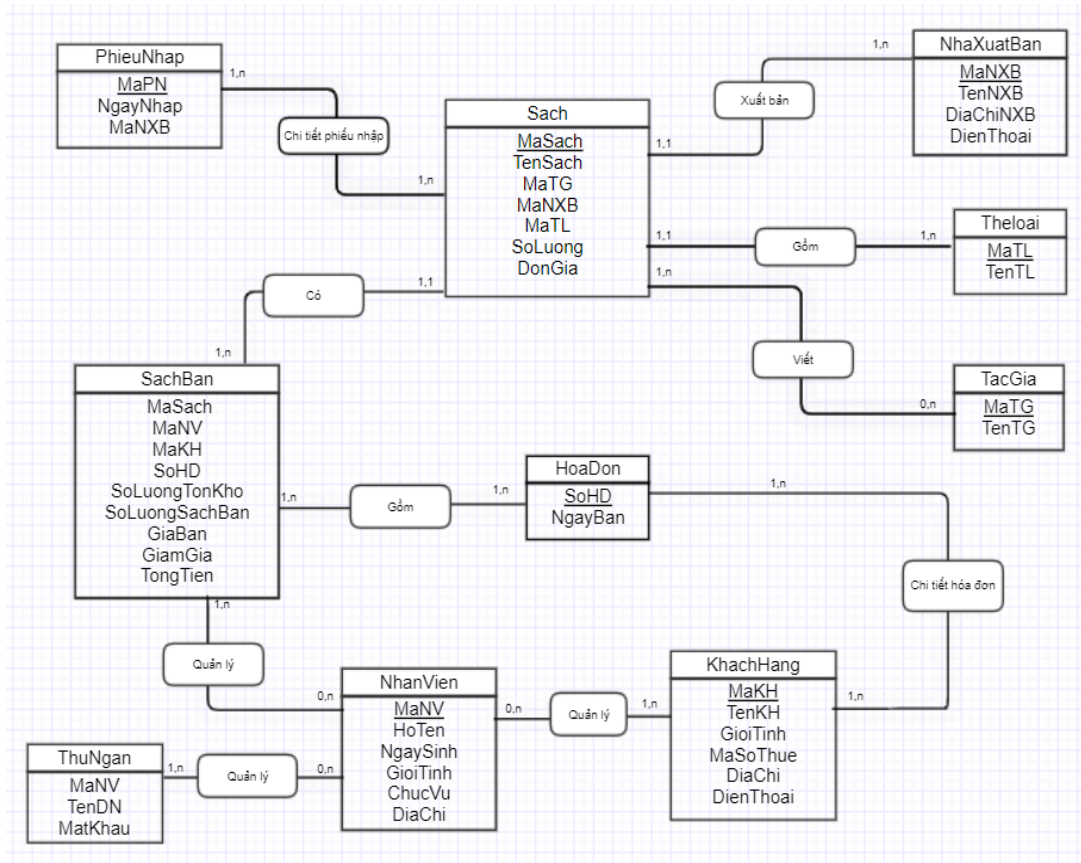 PhieuNhap
MaPN
NgayNhap
MaNXB
1,n
Chi tiết phiếu nhập
1,n
Sach
MaSach
TenSach
MaTG
MaNXB
MaTL
SoLuong
DonGia
1,n
Xuất bản
1,1
NhaXuatBan
MaNXB
TenNXB
DiaChiNXB
DienThoai
1,1
Gồm
1,n
Theloai
MaTL
TenTL
1,n
Viết
0,n
TacGia
MaTG
TenTG
1,1
Có
1,n
SachBan
MaSach
MaNV
MaKH
SoHD
SoLuongTonKho
SoLuongSachBan
GiaBan
GiamGia
TongTien
1,n
Gồm
1,n
HoaDon
SoHD
NgayBan
1,n
Chi tiết hóa đơn
1,n
1,n
Quản lý
0,n
NhanVien
MaNV
HoTen
NgaySinh
GioiTinh
ChucVu
DiaChi
0,n
Quản lý
1,n
KhachHang
MaKH
TenKH
GioiTinh
MaSoThue
DiaChi
DienThoai
ThuNgan
MaNV
TenDN
MatKhau
1,n
Quản lý
0,n